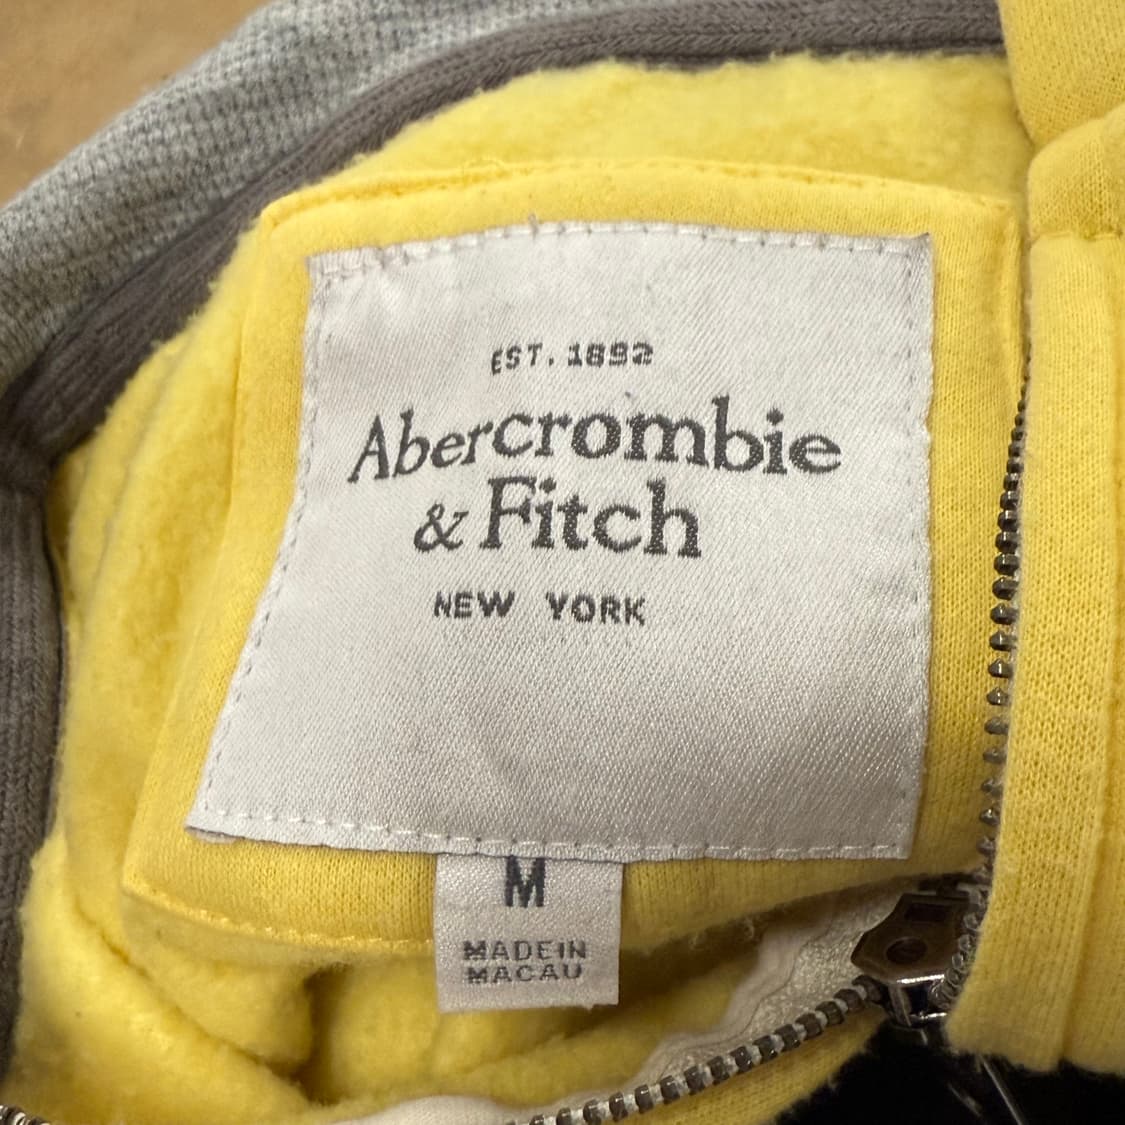 EST. 1892
Abercrombie
& Fitch
NEW YORK
M
MADE IN
MACAU